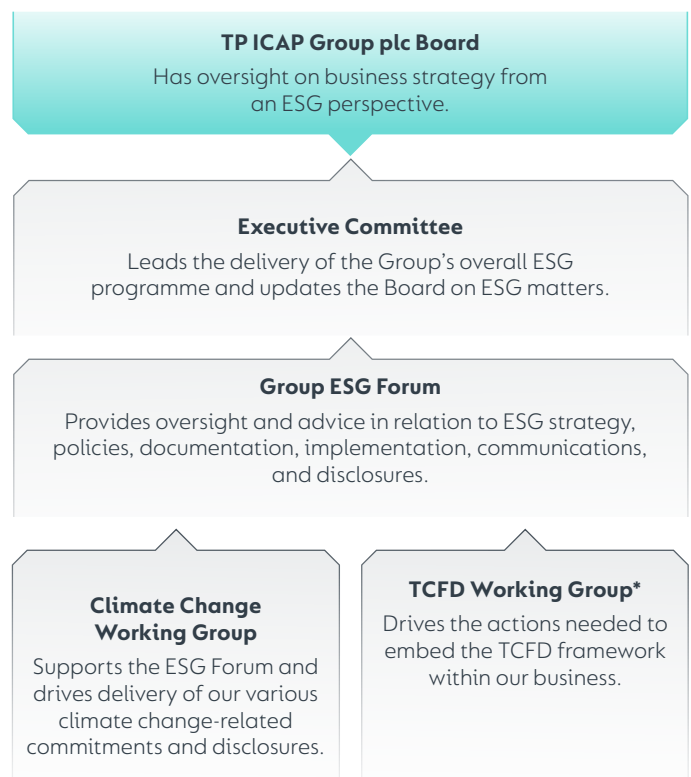 TP ICAP Group plc Board
Has oversight on business strategy from
an ESG perspective.
Executive Committee
Leads the delivery of the Group's overall ESG
programme and updates the Board on ESG matters.
Group ESG Forum
Provides oversight and advice in relation to ESG strategy,
policies, documentation, implementation, communications,
and disclosures.
Climate Change
Working Group
Supports the ESG Forum and
drives delivery of our various
climate change-related
commitments and disclosures.
TCFD Working Group*
Drives the actions needed to
embed the TCFD framework
within our business.